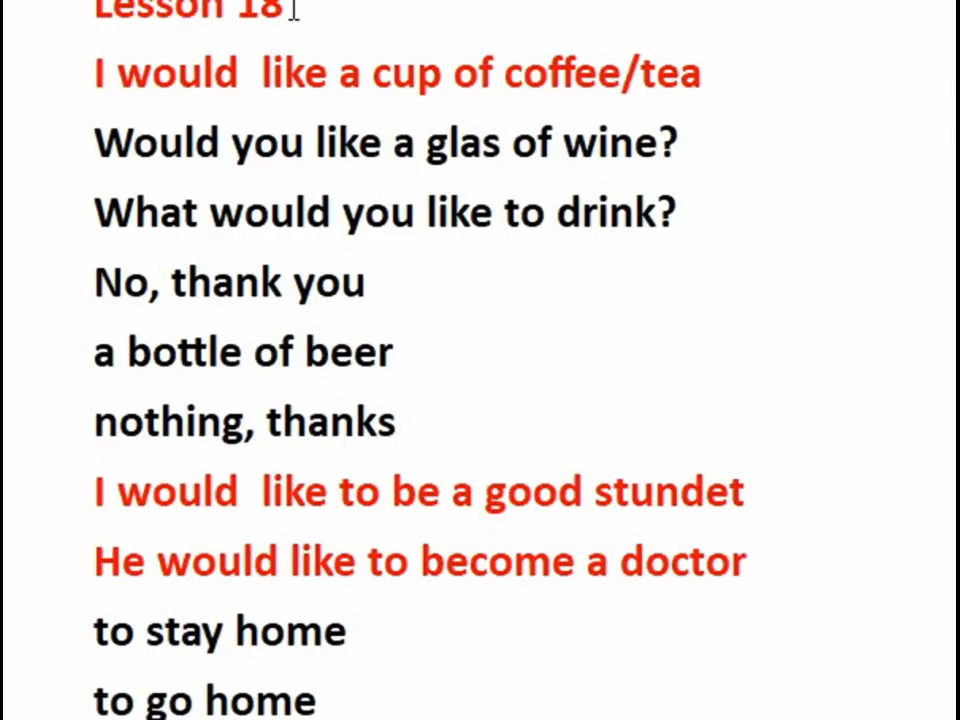 Lesson 18
I would  like a cup of coffee/tea
Would you like a glas of wine?
What would you like to drink?
No, thank you
a bottle of beer
nothing, thanks
I would  like to be a good stundet
He would like to become a doctor
to stay home
to go home